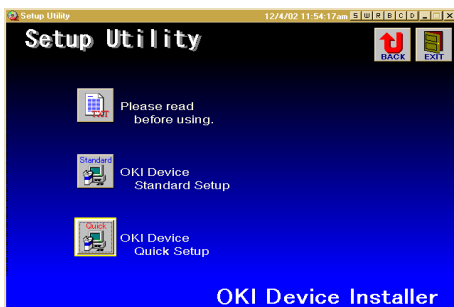 Setup Utility 12/4/02 11:54:17am S W R B C D
Setup Utility
BACK EXIT
TXT
Please read
before using.
Standard
OKI Device
Standard Setup
Quick
OKI Device
Quick Setup
OKI Device Installer